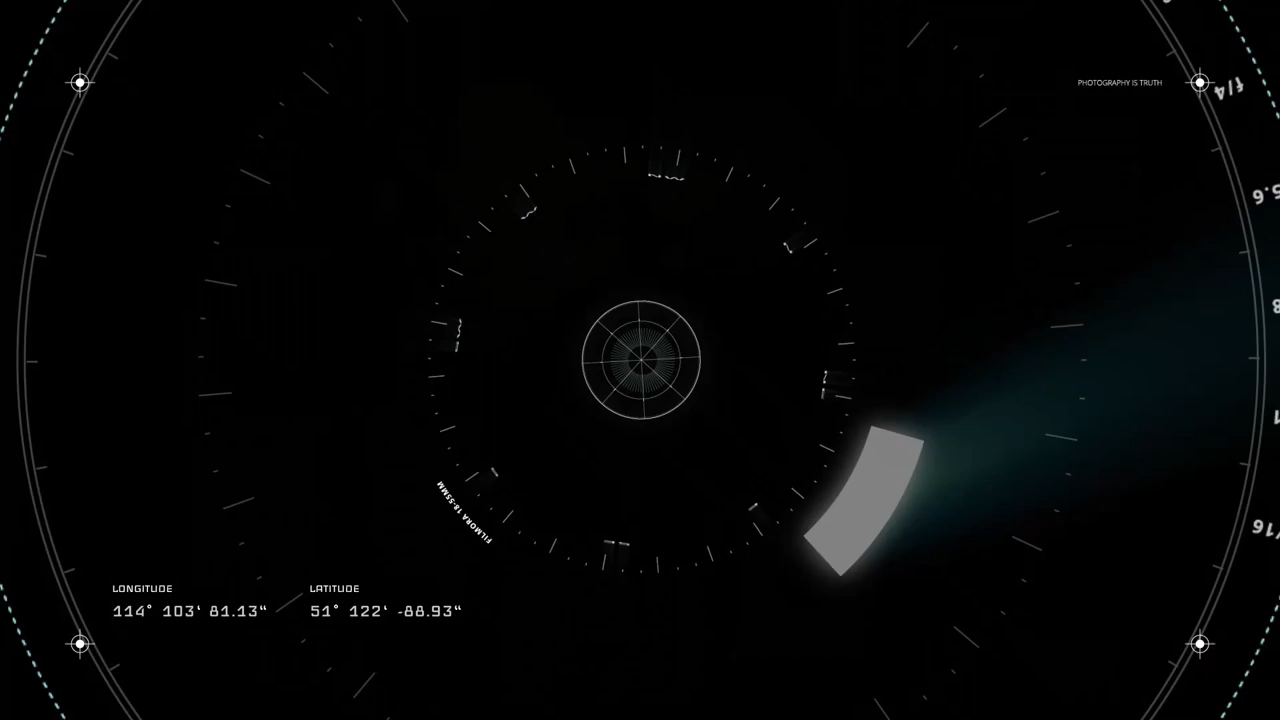 PHOTOGRAPHY IS TRUTH
f/4
5.6
8
FILMORA 18-55MM
LONGITUDE
114° 103‘ 81.13“
LATITUDE
51° 122‘ -88.93“